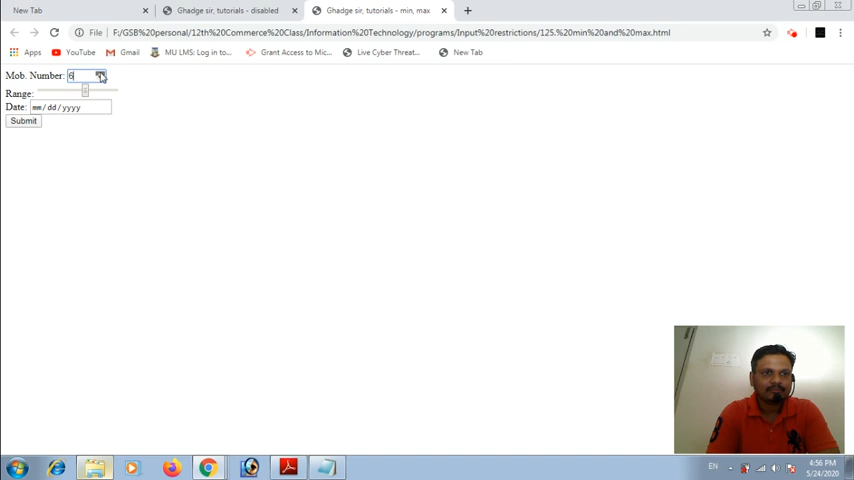 New Tab
Ghadge sir, tutorials - disabled
Ghadge sir, tutorials - min, max
File
F:/GSB%20personal/12th%20Commerce%20Class/Information%20Technology/programs/Input%20restrictions/125.%20min%20and%20max.html
Apps
YouTube
Gmail
MU LMS: Log in to...
Grant Access to Mic...
Live Cyber Threat...
New Tab
Mob. Number: 6
Range:
Date: mm/dd/yyyy
Submit
EN
4:56 PM
5/24/2020